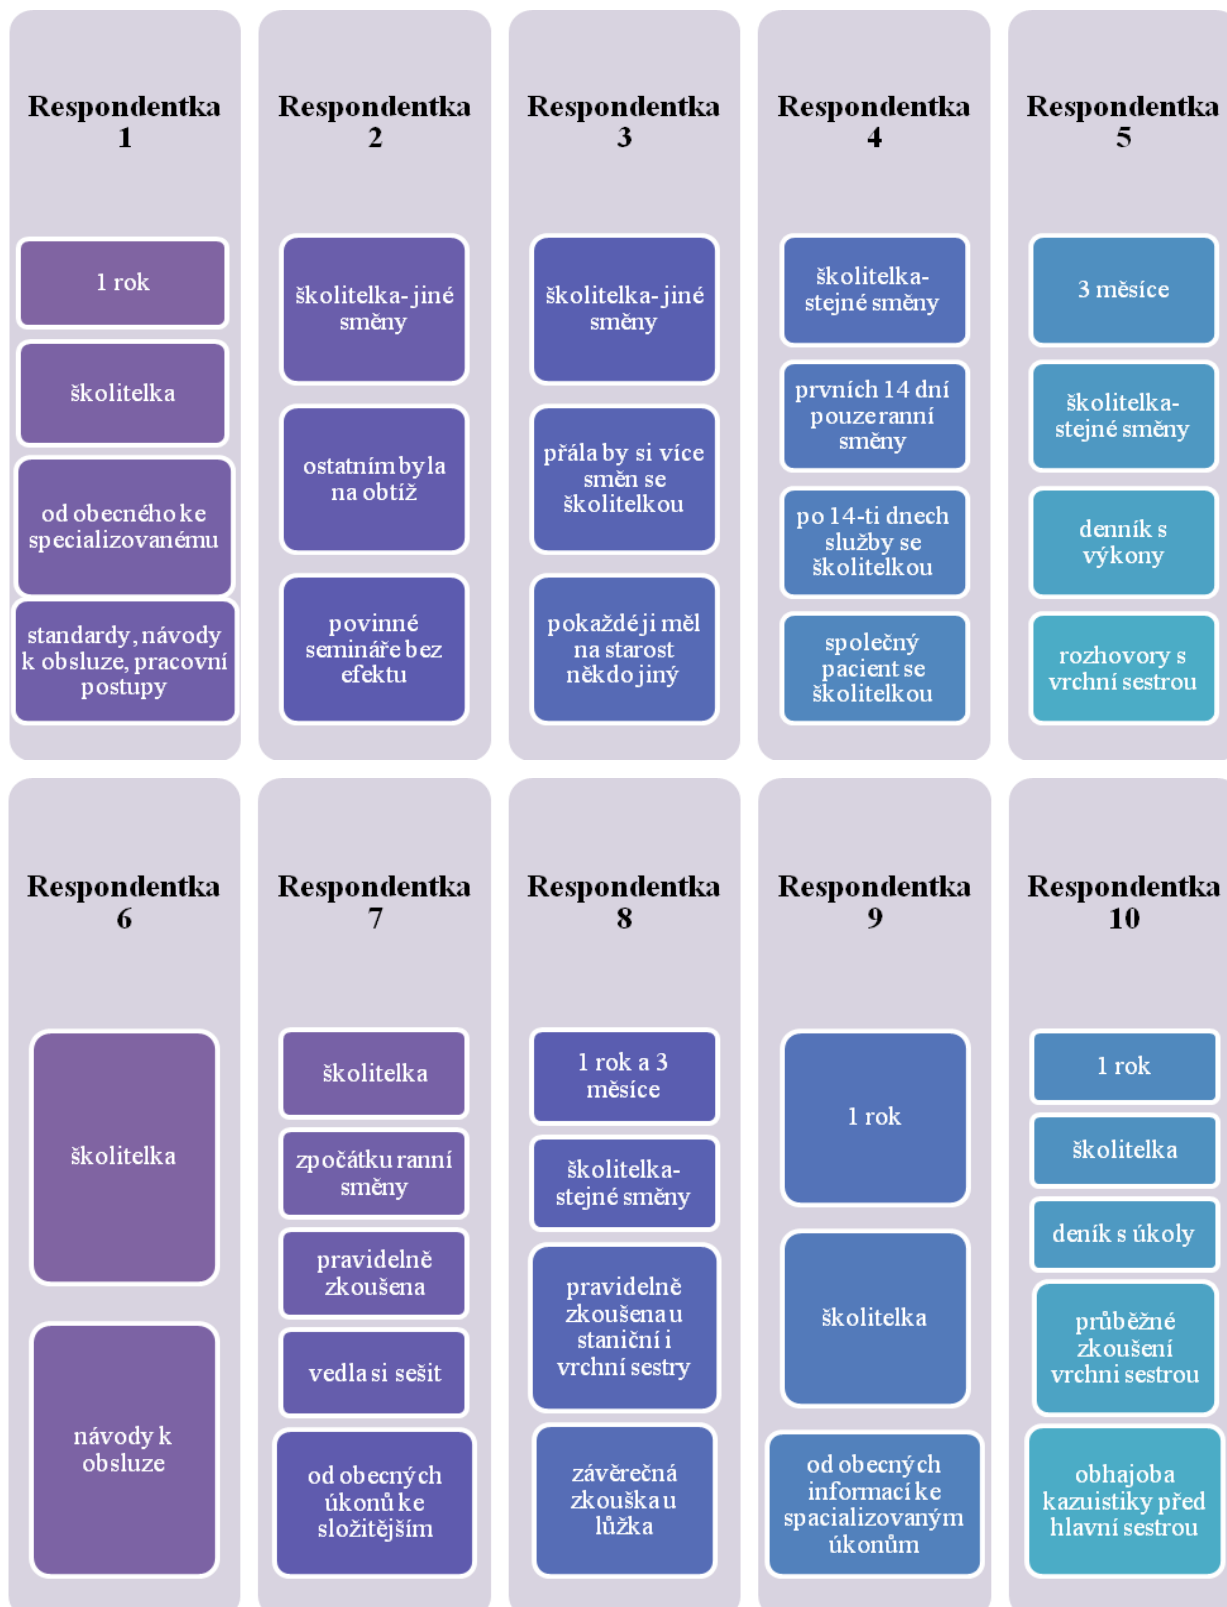 Respondentka
1
1 rok
školitelka
od obecného ke
specializovanému
standardy, návody
k obsluze, pracovní
postupy
Respondentka
2
školitelka- jiné
směny
ostatním byla
na obtíž
povinné
semináře bez
efektu
Respondentka
3
školitelka- jiné
směny
přála by si více
směn se
školitelkou
pokaždé ji měl
na starost
někdo jiný
Respondentka
4
školitelka-
stejné směny
prvních 14 dní
pouze ranní
směny
po 14-ti dnech
služby se
školitelkou
společný
pacient se
školitelkou
Respondentka
5
3 měsíce
školitelka-
stejné směny
denník s
výkony
rozhovory s
vrchní sestrou
Respondentka
6
školitelka
návody k
obsluze
Respondentka
7
školitelka
zpočátku ranní
směny
pravidelně
zkoušena
vedla si sešit
od obecných
úkonů ke
složitějším
Respondentka
8
1 rok a 3
měsíce
školitelka-
stejné směny
pravidelně
zkoušena u
staniční i
vrchní sestry
závěrečná
zkouška u
lůžka
Respondentka
9
1 rok
školitelka
od obecných
informací ke
spacializovaným
úkonům
Respondentka
10
1 rok
školitelka
deník s úkoly
průběžné
zkoušení
vrchni sestrou
obhajoba
kazuistiky před
hlavní sestrou